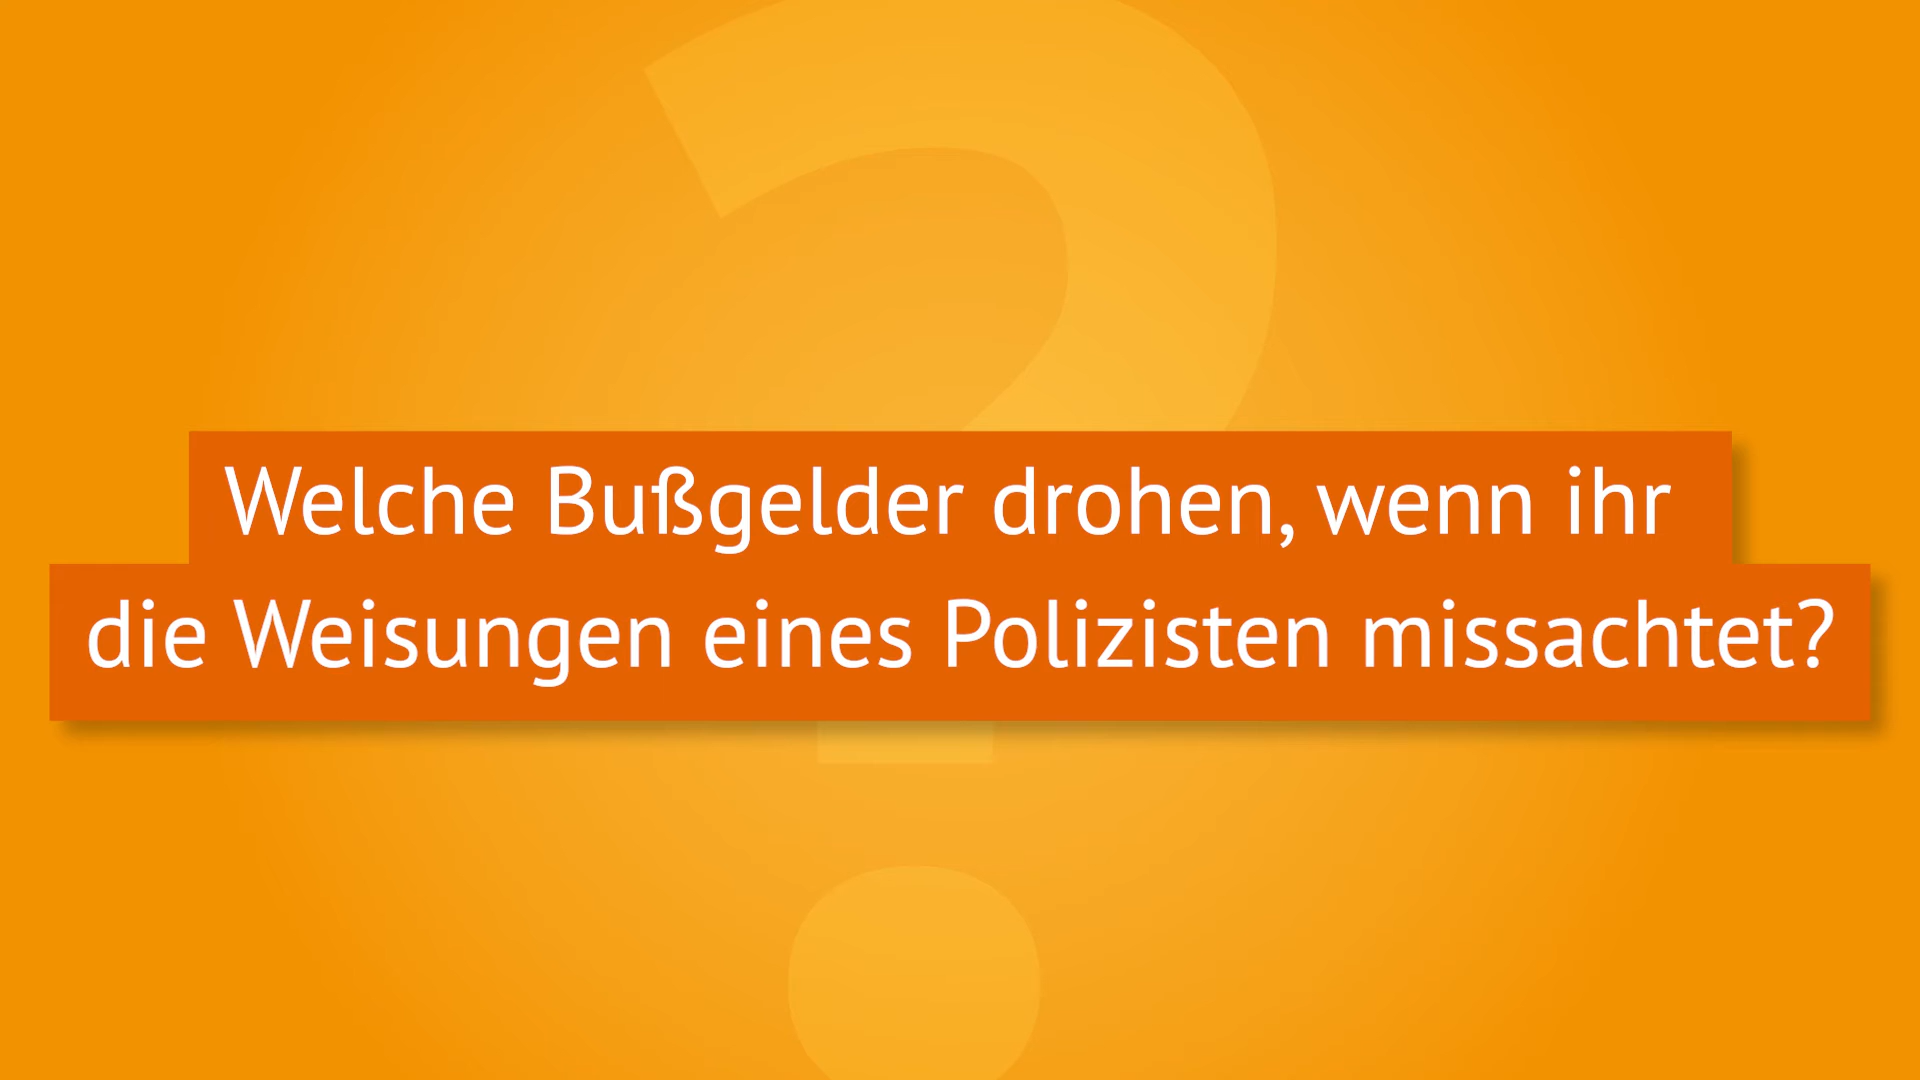 Welche Bußgelder drohen, wenn ihr
die Weisungen eines Polizisten missachtet?